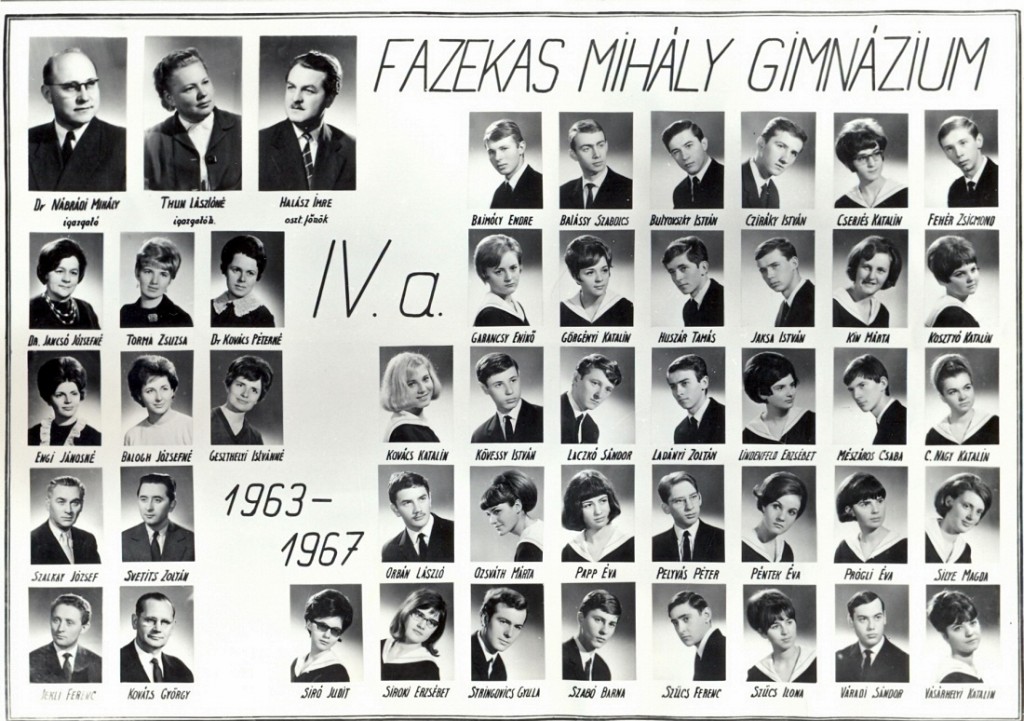 FAZEKAS MIHÁLY GIMNÁZIUM
Dr NÁBRÁDI MIHÁLY
igazgató
THUN LÁSZLÓNÉ
igazgatóh.
HALÁSZ IMRE
oszt. főnök
BAJMÓCY ENDRE
BALÁSSY SZABOLCS
ISTVÁN
CZIRÁKY ISTVÁN
CSERJÉS KATALIN
FEHÉR ZSIGMOND
IV. a.
DR. JANCSÓ JÓZSEFNÉ
TORMA ZSUZSA
Dr KOVÁCS PÉTERNÉ
GARANCSY ENIKŐ
GÖRGÉNYI KATALIN
HUSZÁR TAMÁS
JAKSA ISTVÁN
KISS MÁRTA
KOSZTYÓ KATALIN
ENGI JÁNOSNÉ
BALOGH JÓZSEFNÉ
GESZTHELYI ISTVÁNNÉ
KOVÁCS KATALIN
KÖVESSY ISTVÁN
LACZKÓ SÁNDOR
LADÁNYI ZOLTÁN
LINDENFELD ERZSÉBET
MÉSZÁROS CSABA
C. NAGY KATALIN
1963–
1967
SZALKAY JÓZSEF
SVETITS ZOLTÁN
ORBÁN LÁSZLÓ
OZSVÁTH MÁRTA
PAPP ÉVA
PELYVÁS PÉTER
PÉNTEK ÉVA
PRÖGLI ÉVA
SILYE MAGDA
FERENC
KOVÁTS GYÖRGY
SIRÓ JUDIT
SIROKI ERZSÉBET
STRINGOVICS GYULA
SZABÓ BARNA
SZŰCS FERENC
SZŰCS ILONA
VÁRADI SÁNDOR
VÁSÁRHELYI KATALIN